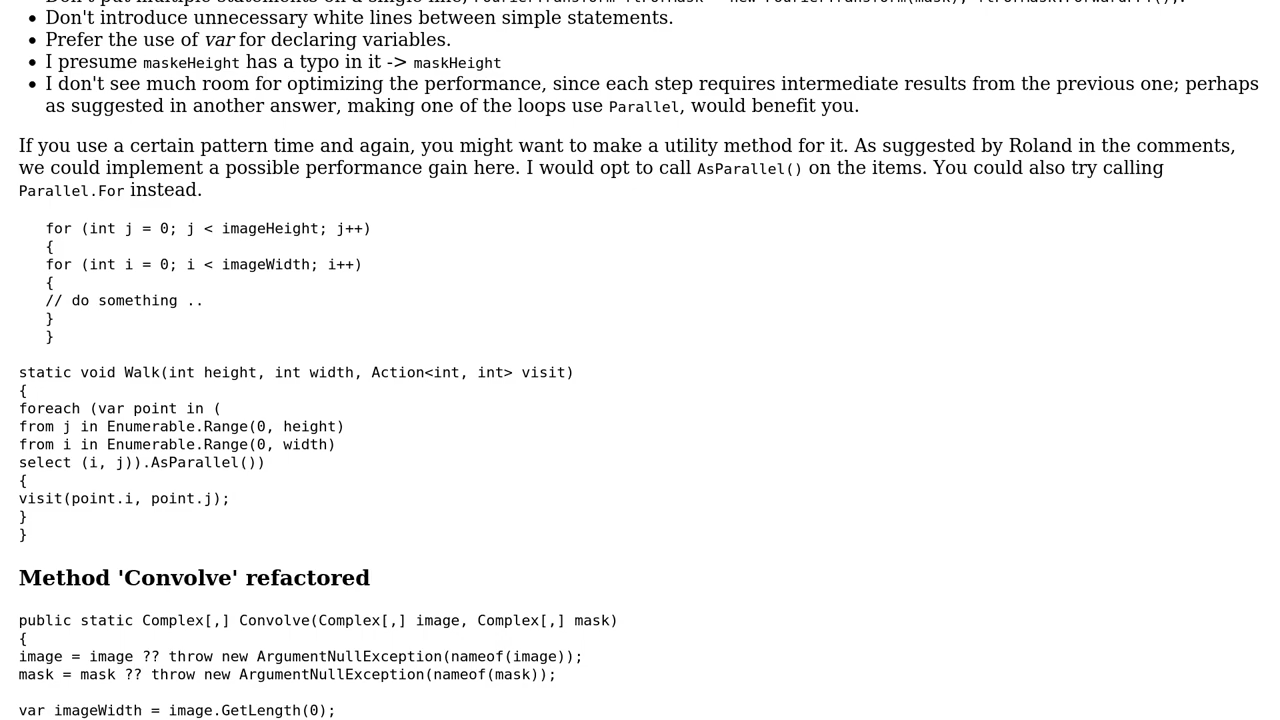 Don't introduce unnecessary white lines between simple statements.
Prefer the use of var for declaring variables.
I presume maskeHeight has a typo in it -> maskHeight
I don't see much room for optimizing the performance, since each step requires intermediate results from the previous one; perhaps
as suggested in another answer, making one of the loops use Parallel, would benefit you.
If you use a certain pattern time and again, you might want to make a utility method for it. As suggested by Roland in the comments,
we could implement a possible performance gain here. I would opt to call AsParallel() on the items. You could also try calling
Parallel.For instead.
for (int j = 0; j < imageHeight; j++)
{
for (int i = 0; i < imageWidth; i++)
{
// do something ..
}
}
static void Walk(int height, int width, Action<int, int> visit)
{
foreach (var point in (
from j in Enumerable.Range(0, height)
from i in Enumerable.Range(0, width)
select (i, j)).AsParallel())
{
visit(point.i, point.j);
}
}
Method 'Convolve' refactored
public static Complex[,] Convolve(Complex[,] image, Complex[,] mask)
{
image = image ?? throw new ArgumentNullException(nameof(image));
mask = mask ?? throw new ArgumentNullException(nameof(mask));
var imageWidth = image.GetLength(0);